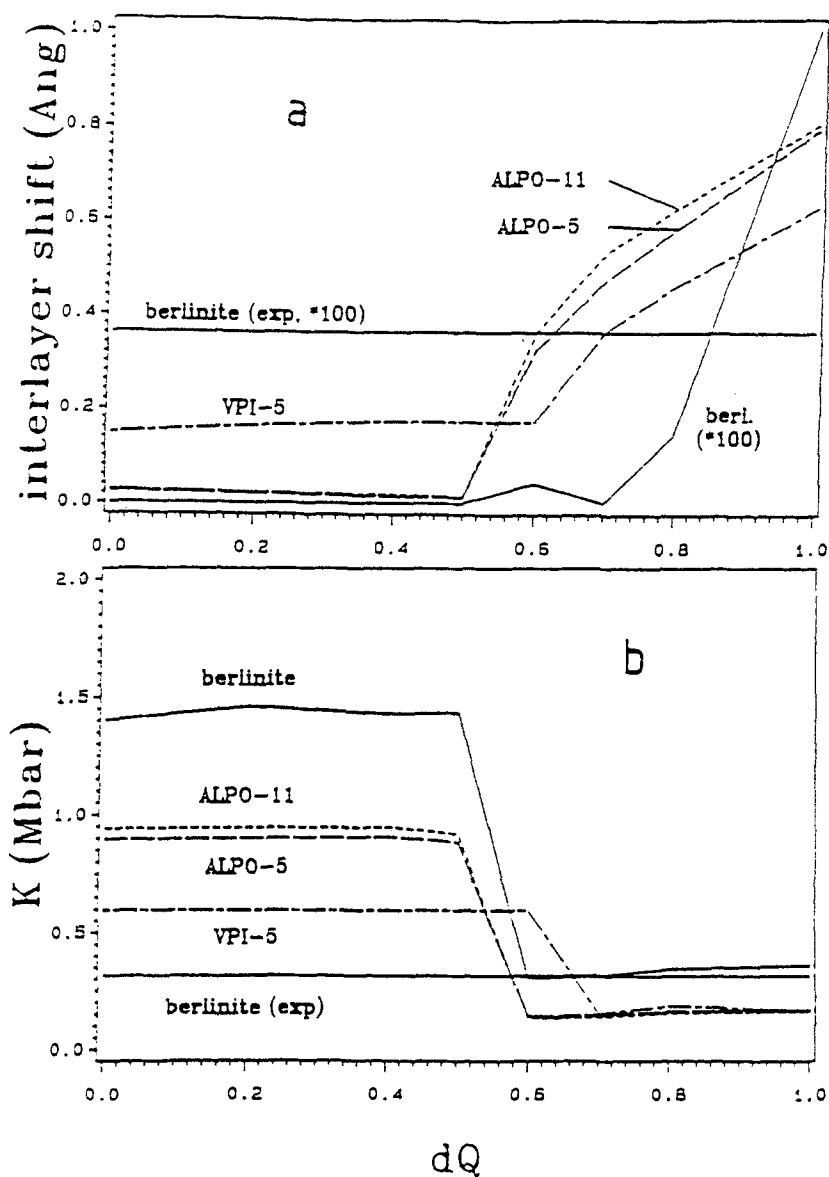 1.0
0.8
0.6
0.4
0.2
0.0
interlayer shift (Ang)
a
ALPO-11
ALPO-5
berlinite (exp, *100)
VPI-5
berl.
(*100)
0.0 0.2 0.4 0.6 0.8 1.0
2.0
1.5
1.0
0.5
0.0
K (Mbar)
b
berlinite
ALPO-11
ALPO-5
VPI-5
berlinite (exp)
0.0 0.2 0.4 0.6 0.8 1.0
dQ